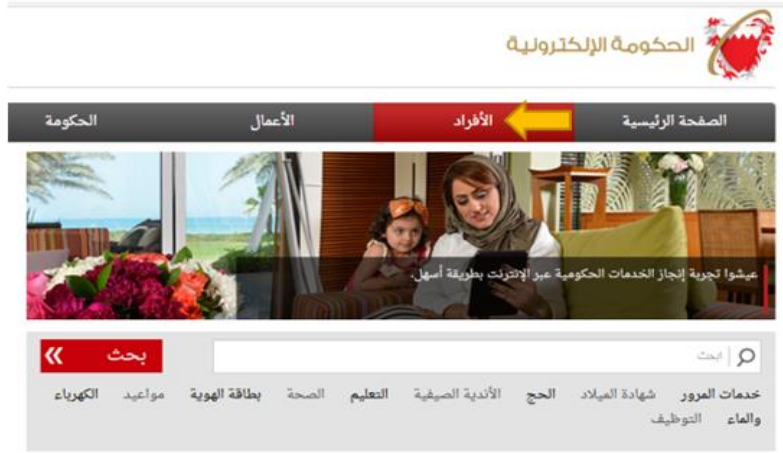 الحكومة الإلكترونية
الصفحة الرئيسية الأفراد الأعمال الحكومة
عيشوا تجربة إنجاز الخدمات الحكومية عبر الإنترنت بطريقة أسهل.
ابحث بحث
خدمات المرور شهادة الميلاد الحج الأندية الصيفية التعليم الصحة بطاقة الهوية مواعيد الكهرباء
والماء التوظيف